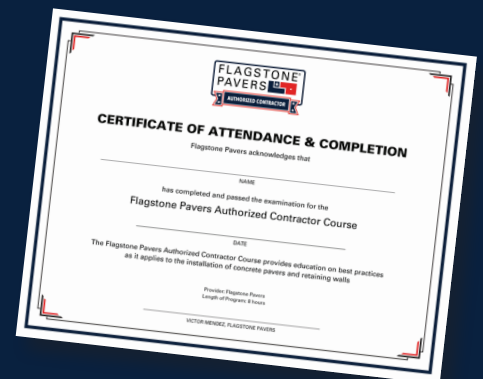 FLAGSTONE®
PAVERS
AUTHORIZED CONTRACTOR
CERTIFICATE OF ATTENDANCE & COMPLETION
Flagstone Pavers acknowledges that
NAME
has completed and passed the examination for the
Flagstone Pavers Authorized Contractor Course
DATE
The Flagstone Pavers Authorized Contractor Course provides education on best practices
as it applies to the installation of concrete pavers and retaining walls
Provider: Flagstone Pavers
Length of Program: 8 hours
VICTOR MENDEZ, FLAGSTONE PAVERS